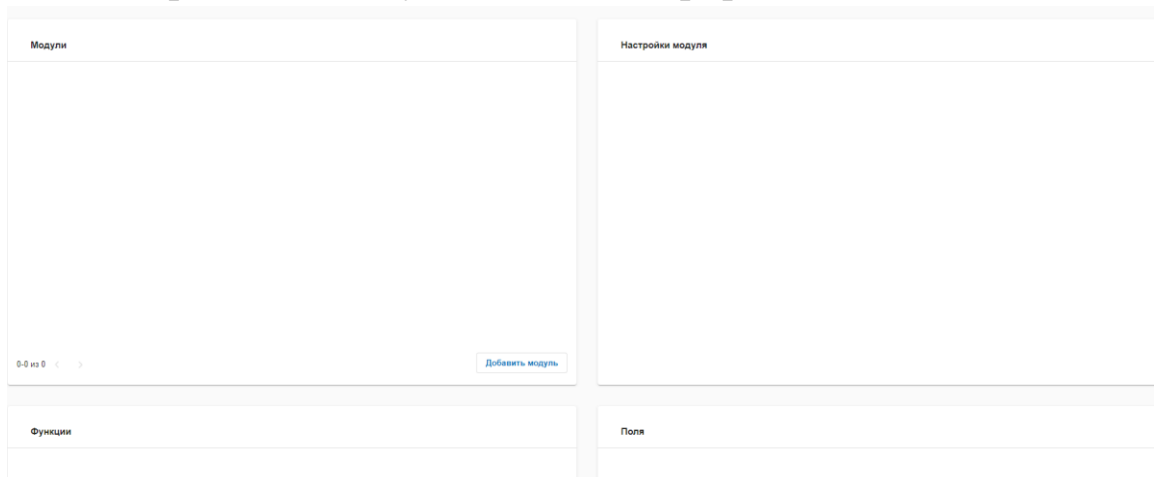 Модули
Настройки модуля
0-0 из 0
Добавить модуль
Функции
Поля